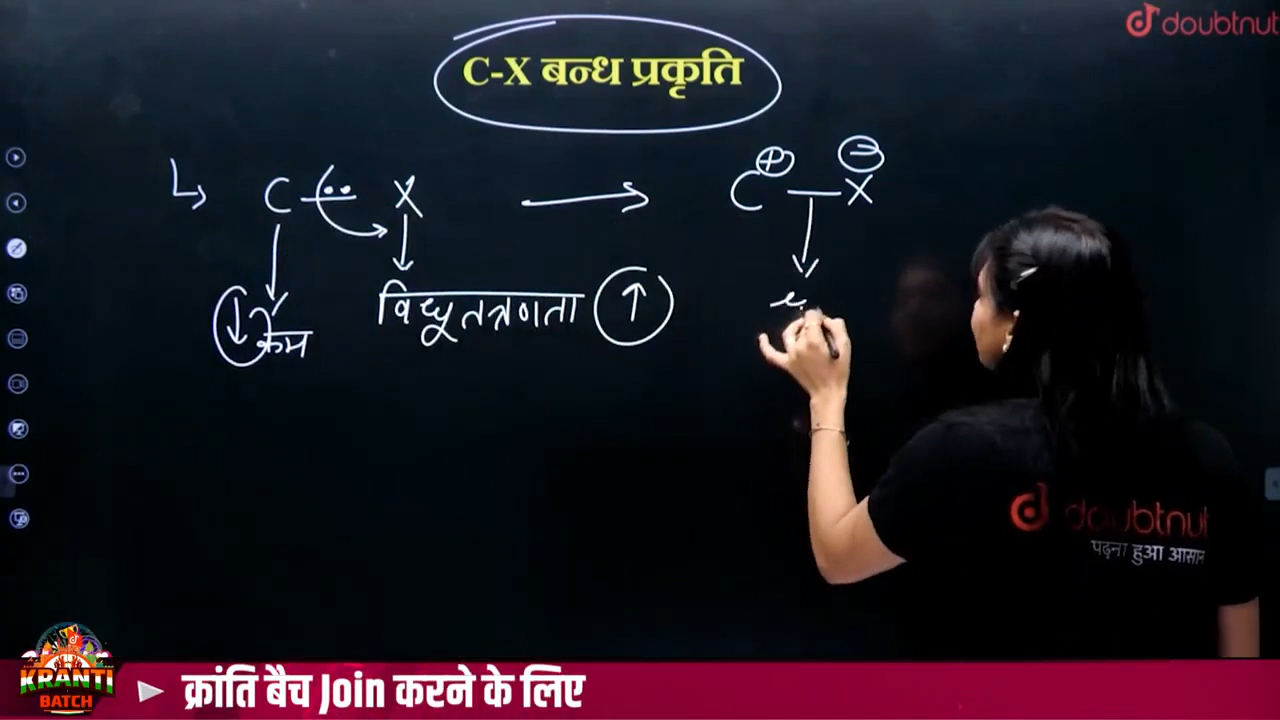 doubtnut
C-X बन्ध प्रकृति
C : X → C⊕ – X⊖
↓ कम
विधुतऋणता ↑
e
doubtnut
पढ़ना हुआ आसान
KRANTI
BATCH
क्रांति बैच Join करने के लिए